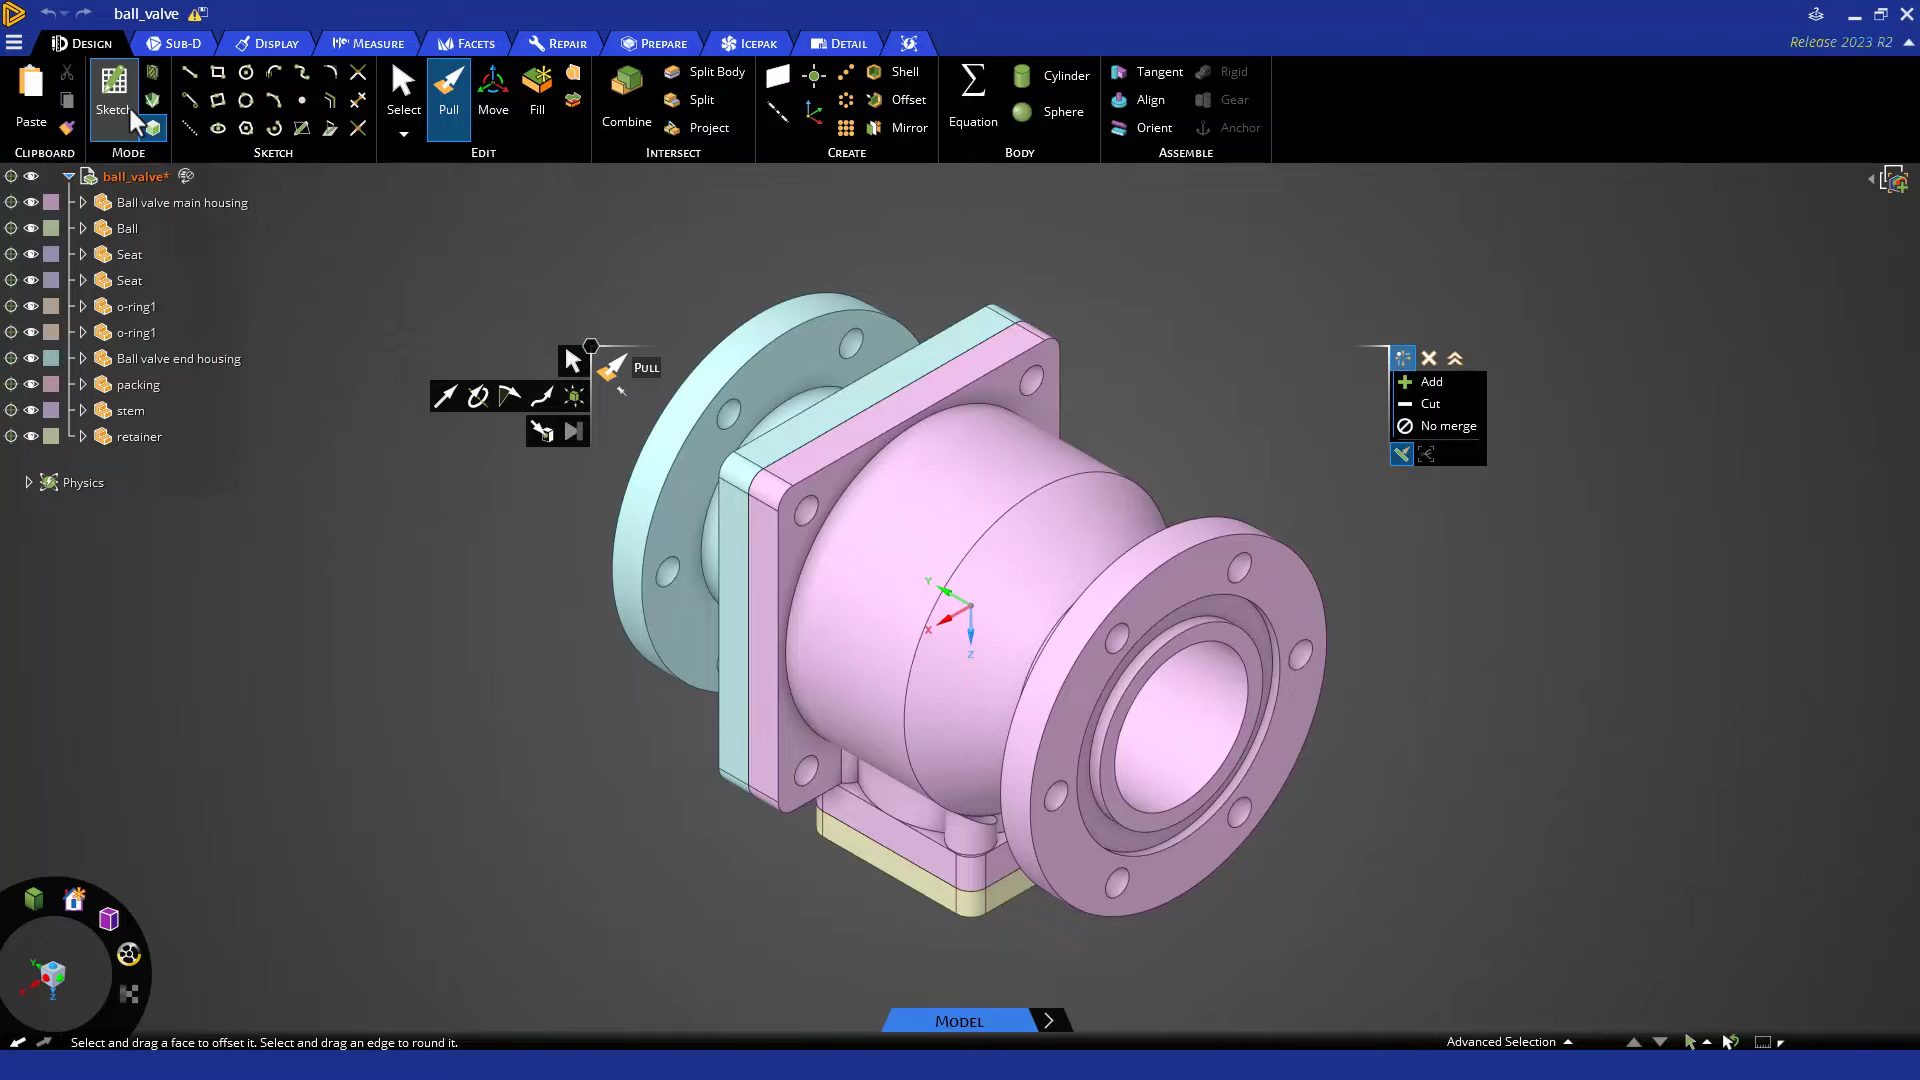 ball_valve
DESIGN SUB-D DISPLAY MEASURE FACETS REPAIR PREPARE ICEPAK DETAIL
Release 2023 R2
Paste
CLIPBOARD
Sketch
MODE
SKETCH
Select Pull Move Fill
EDIT
Combine
Split Body
Split
Project
INTERSECT
Shell
Offset
Mirror
CREATE
Equation
Cylinder
Sphere
BODY
Tangent Rigid
Align Gear
Orient Anchor
ASSEMBLE
ball_valve*
Ball valve main housing
Ball
Seat
Seat
o-ring1
o-ring1
Ball valve end housing
packing
stem
retainer
Physics
PULL
Add
Cut
No merge
Y
X
Z
Y
X
Z
MODEL
Select and drag a face to offset it. Select and drag an edge to round it.
Advanced Selection